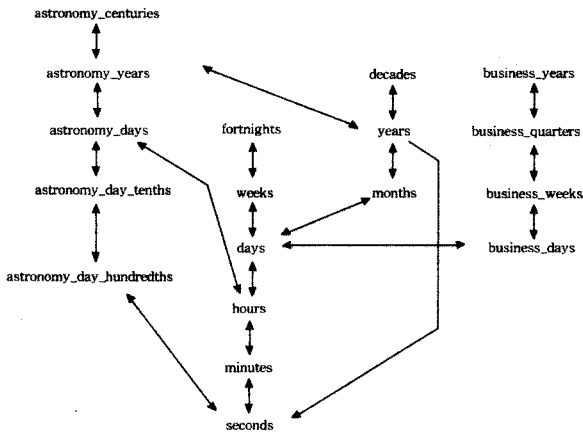 astronomy_centuries
astronomy_years
decades
business_years
astronomy_days
fortnights
years
business_quarters
astronomy_day_tenths
weeks
months
business_weeks
days
business_days
astronomy_day_hundredths
hours
minutes
seconds